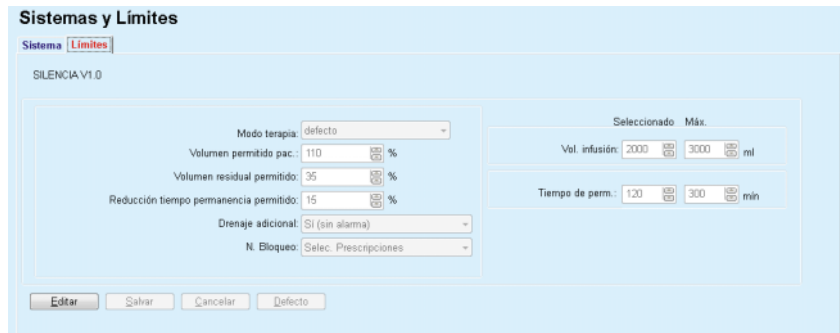 Sistemas y Límites
Sistema Límites
SILENCIA V1.0
Modo terapia: defecto
Volumen permitido pac.: 110 %
Volumen residual permitido: 35 %
Reducción tiempo permanencia permitido: 15 %
Drenaje adicional: Sí (sin alarma)
N. Bloqueo: Selec. Prescripciones
Seleccionado Máx.
Vol. infusión: 2000 3000 ml
Tiempo de perm.: 120 300 min
Editar Salvar Cancelar Defecto